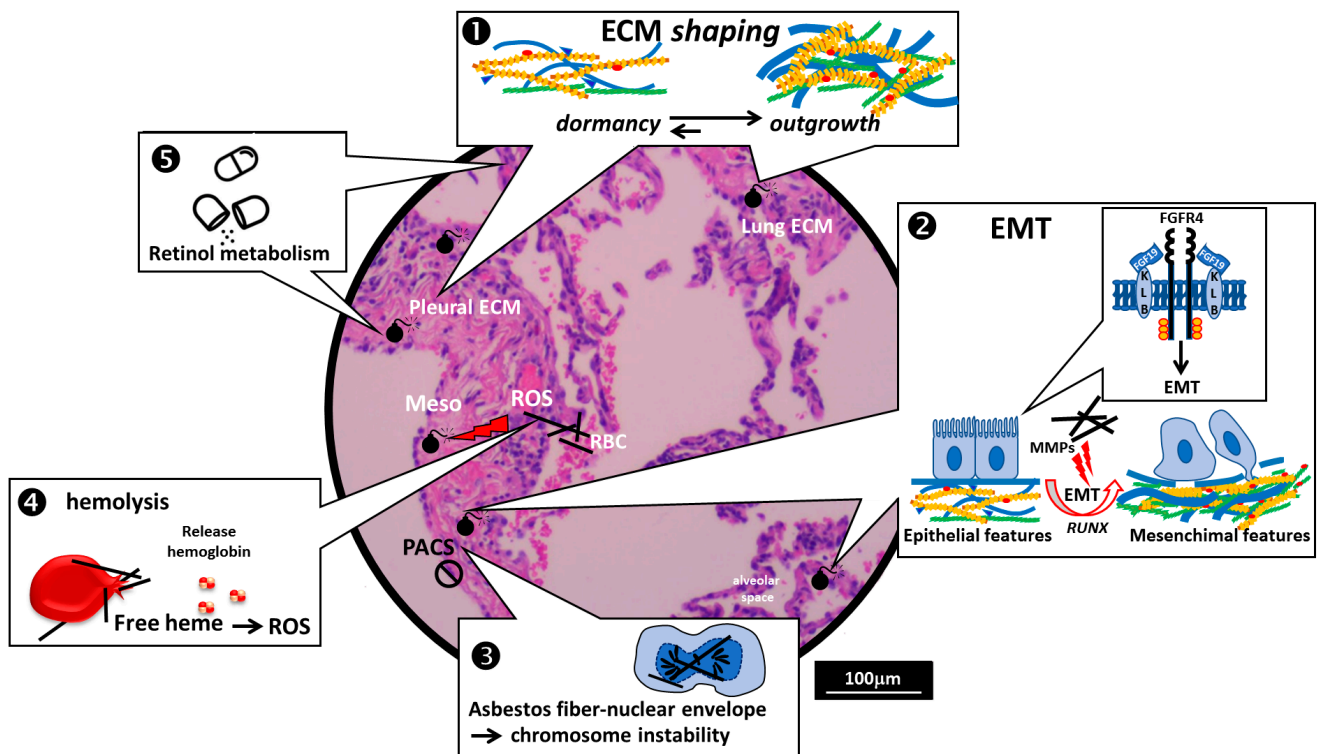 ❶ ECM shaping
dormancy → outgrowth
❺
Retinol metabolism
Lung ECM
Pleural ECM
Meso
ROS
RBC
PACS
alveolar
space
❷ EMT
FGFR4
FGF19 FGF19
K K
L L
B B
EMT
MMPs
EMT
RUNX
Epithelial features
Mesenchimal features
❹ hemolysis
Release
hemoglobin
Free heme → ROS
❸
Asbestos fiber-nuclear envelope
→ chromosome instability
100μm